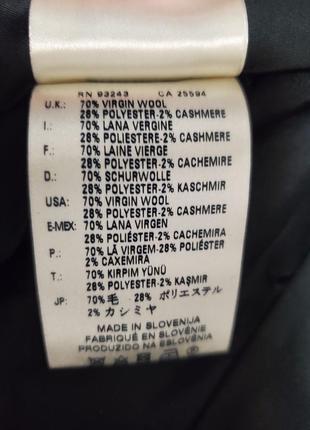 RN 93243 CA 25594
U.K.: 70% VIRGIN WOOL
28% POLYESTER-2% CASHMERE
I.: 70% LANA VERGINE
28% POLIESTERE-2% CASHMERE
F.: 70% LAINE VIERGE
28% POLYESTER-2% CACHEMIRE
D.: 70% SCHURWOLLE
28% POLYESTER-2% KASCHMIR
USA: 70% VIRGIN WOOL
28% POLYESTER-2% CASHMERE
E-MEX: 70% LANA VIRGEN
28% POLIÉSTER-2% CACHEMIRA
P.: 70% LÃ VIRGEM-28% POLIÉSTER
2% CAXEMIRA
T.: 70% KIRPIM YÜNÜ
28% POLYESTER-2% KAŞMIR
JP: 70% 毛 28% ポリエステル
2% カシミヤ
MADE IN SLOVENIJA
FABRIQUÉ EN SLOVÉNIE
PRODUZIDO NA ESLOVÉNIA